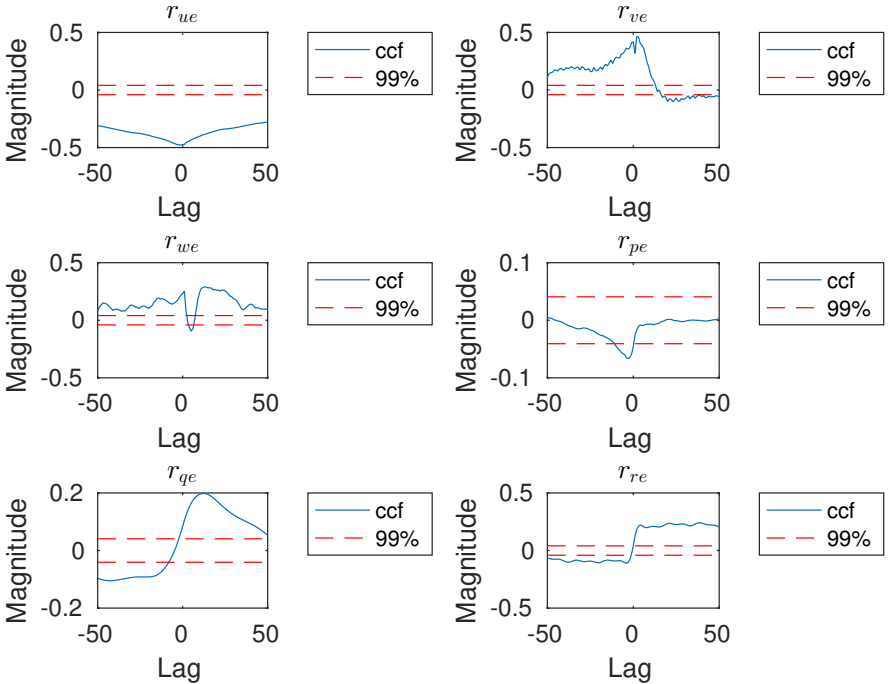 r_ue
0.5
0
-0.5
Magnitude
-50
0
50
Lag
ccf
99%
r_ve
0.5
0
-0.5
Magnitude
-50
0
50
Lag
ccf
99%
r_we
0.5
0
-0.5
Magnitude
-50
0
50
Lag
ccf
99%
r_pe
0.1
0
-0.1
Magnitude
-50
0
50
Lag
ccf
99%
r_qe
0.2
0
-0.2
Magnitude
-50
0
50
Lag
ccf
99%
r_re
0.5
0
-0.5
Magnitude
-50
0
50
Lag
ccf
99%